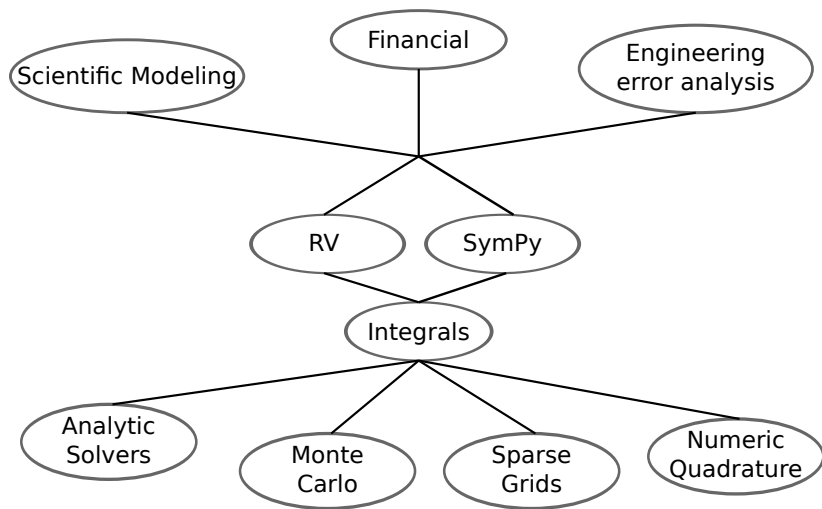 Financial
Scientific Modeling
Engineering
error analysis
RV
SymPy
Integrals
Analytic
Solvers
Monte
Carlo
Sparse
Grids
Numeric
Quadrature